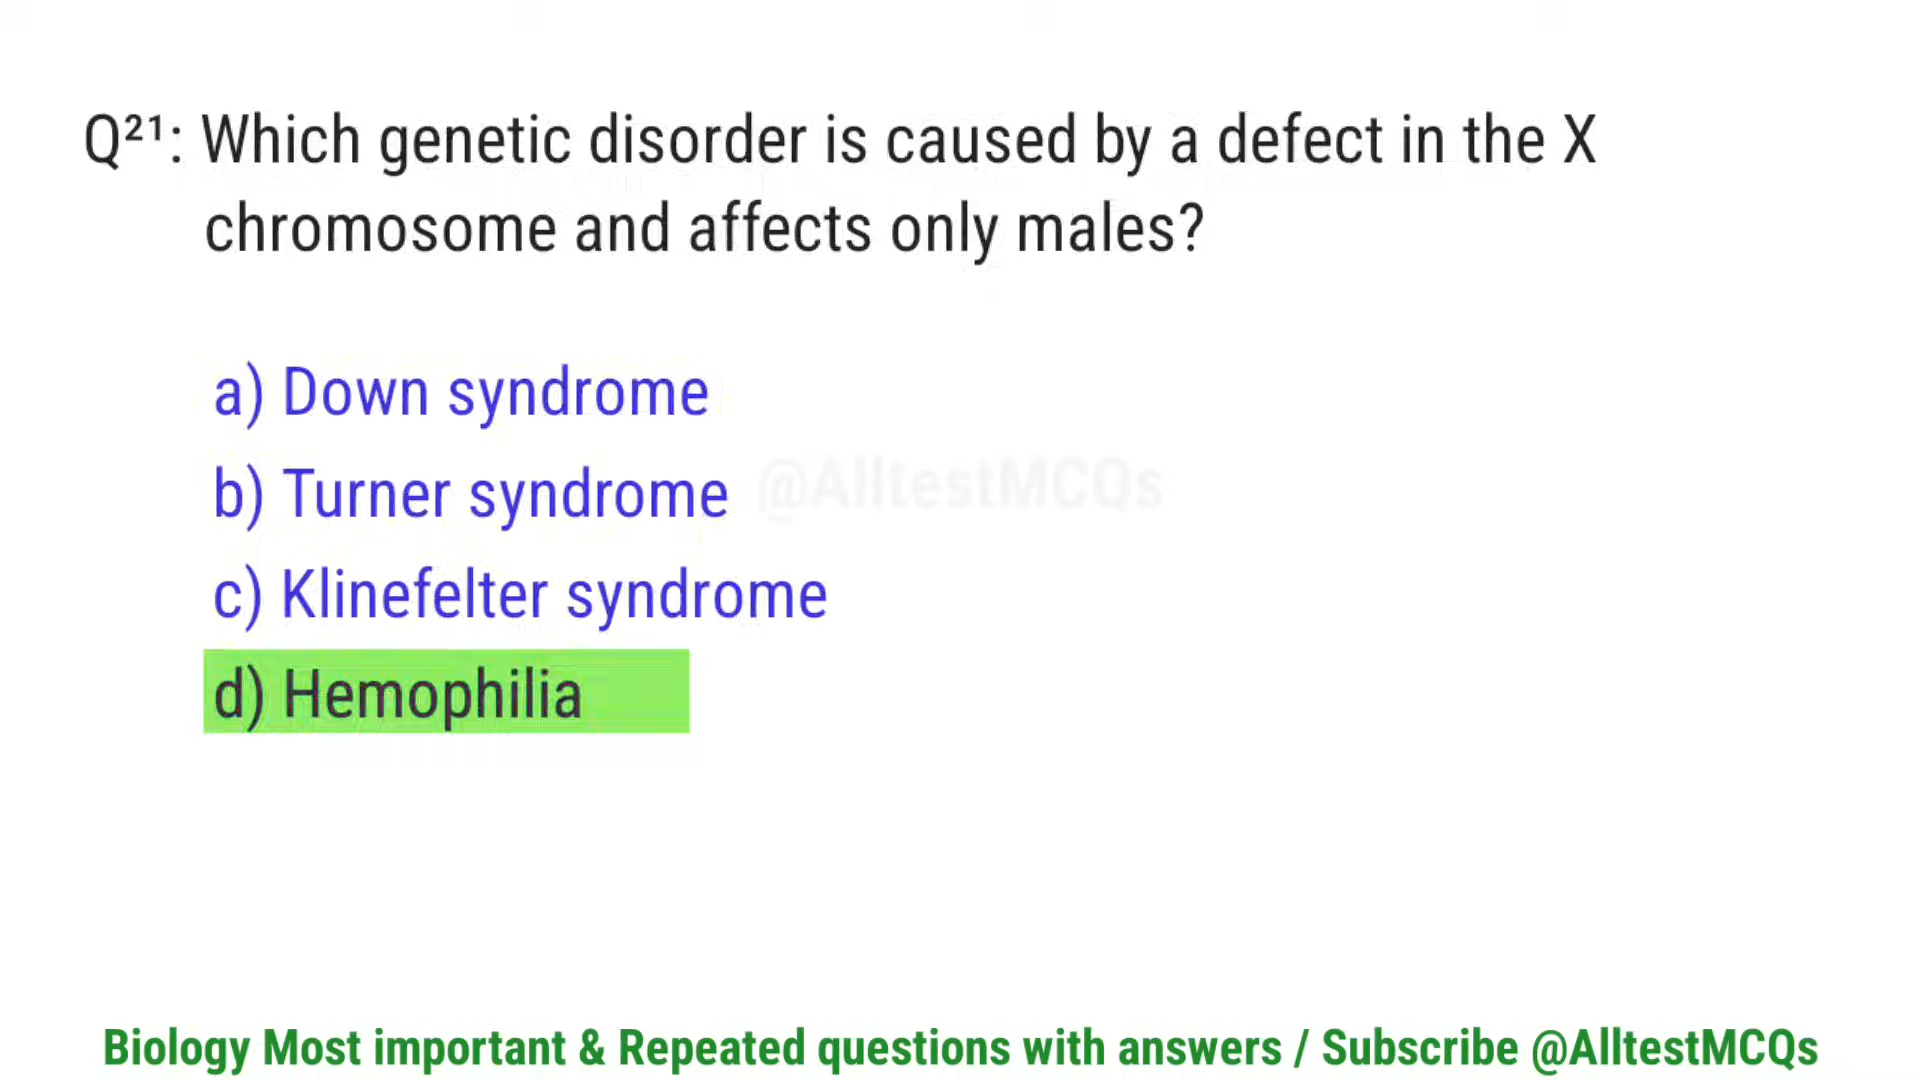 Q²¹: Which genetic disorder is caused by a defect in the X
chromosome and affects only males?
a) Down syndrome
b) Turner syndrome
@AlltestMCQs
c) Klinefelter syndrome
d) Hemophilia
Biology Most important & Repeated questions with answers / Subscribe @AlltestMCQs